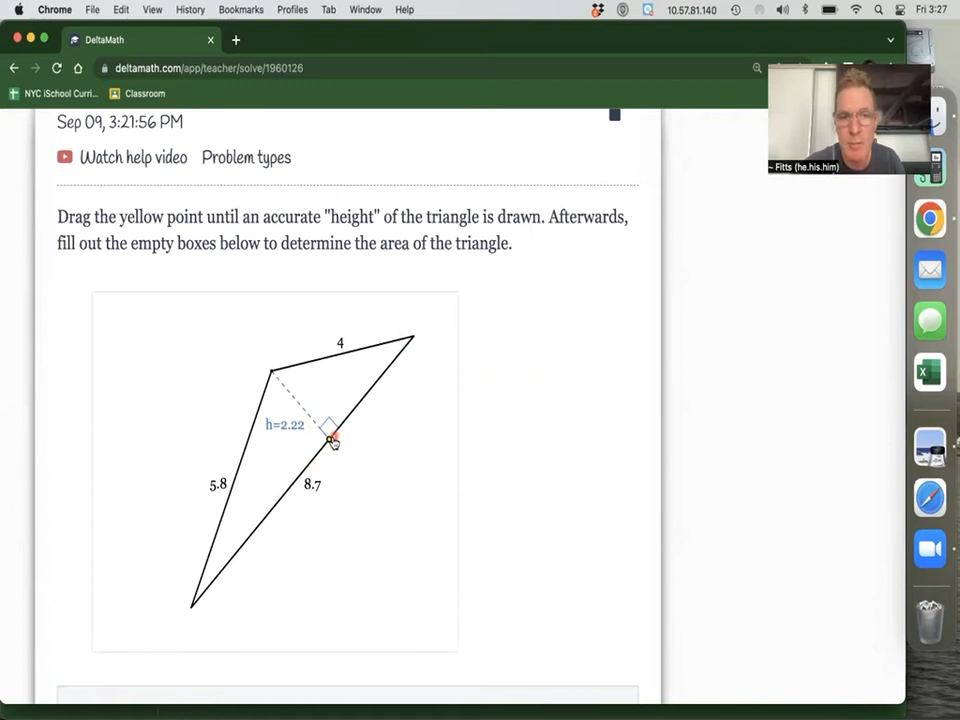 Chrome File Edit View History Bookmarks Profiles Tab Window Help
10.57.81.140
Fri 3:27
DeltaMath
deltamath.com/app/teacher/solve/1960126
NYC iSchool Curri...
Classroom
Sep 09, 3:21:56 PM
Watch help video Problem types
~ Fitts (he.his.him)
Drag the yellow point until an accurate "height" of the triangle is drawn. Afterwards,
fill out the empty boxes below to determine the area of the triangle.
4
h=2.22
5.8
8.7